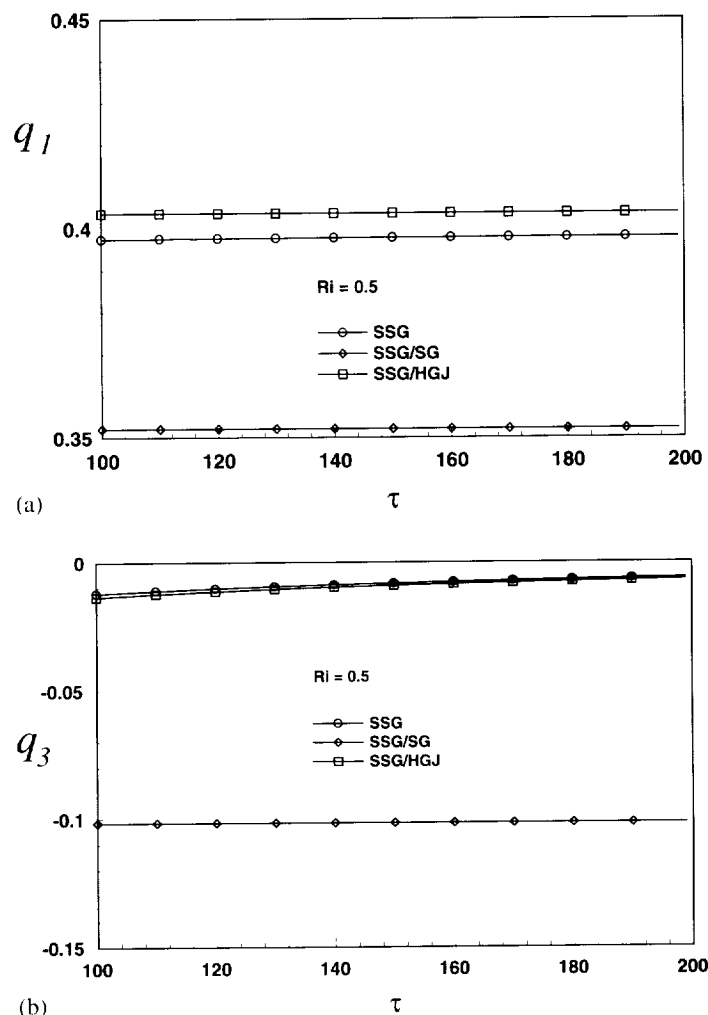 0.45
q1
0.4
Ri = 0.5
SSG
SSG/SG
SSG/HGJ
0.35
100 120 140 160 180 200
(a)
τ
0
-0.05
Ri = 0.5
q3
SSG
SSG/SG
SSG/HGJ
-0.1
-0.15
100 120 140 160 180 200
(b)
τ